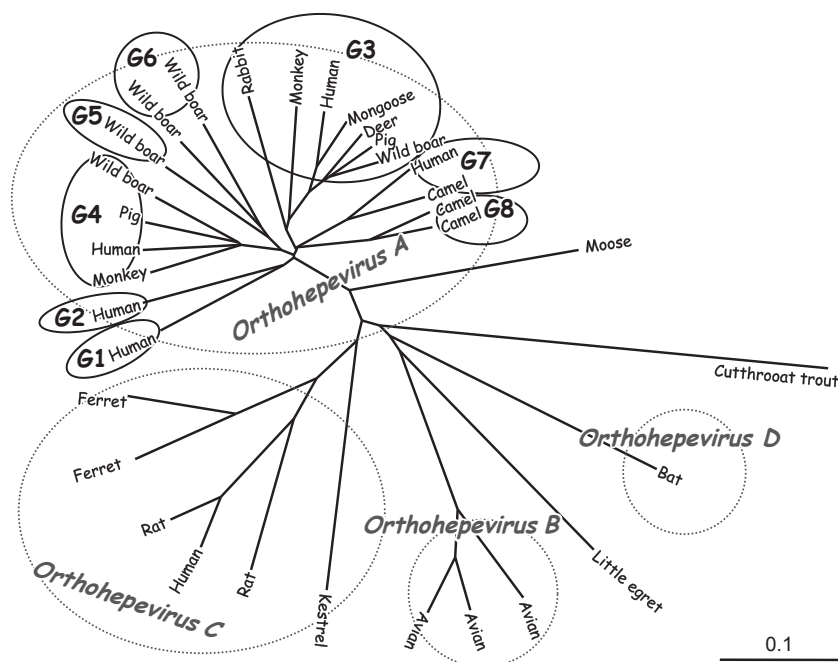 G6
Wild boar
Wild boar
G5
Wild boar
Wild boar
G4
Pig
Human
Monkey
G2
Human
G1
Human
Rabbit
Monkey
Human
G3
Mongoose
Deer
Pig
Wild boar
Human
G7
Camel
Camel
G8
Camel
Orthohepevirus A
Moose
Cutthrooat trout
Orthohepevirus D
Bat
Ferret
Ferret
Rat
Human
Rat
Orthohepevirus C
Kestrel
Orthohepevirus B
Avian
Avian
Avian
Little egret
0.1